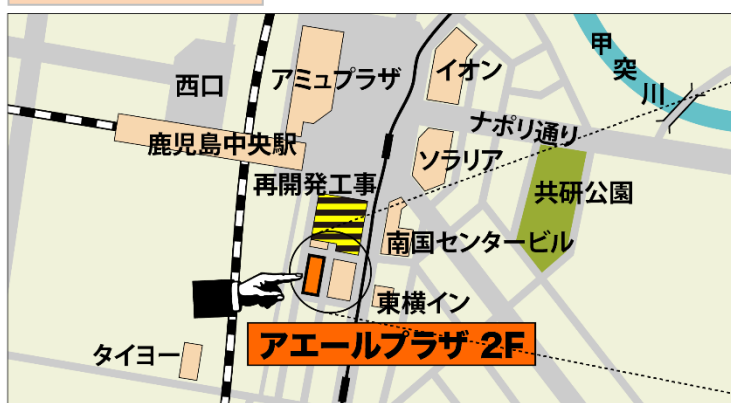 甲突川
西口
アミュプラザ
イオン
ナポリ通り
鹿児島中央駅
ソラリア
再開発工事
共研公園
南国センタービル
東横イン
アエールプラザ 2F
タイヨー